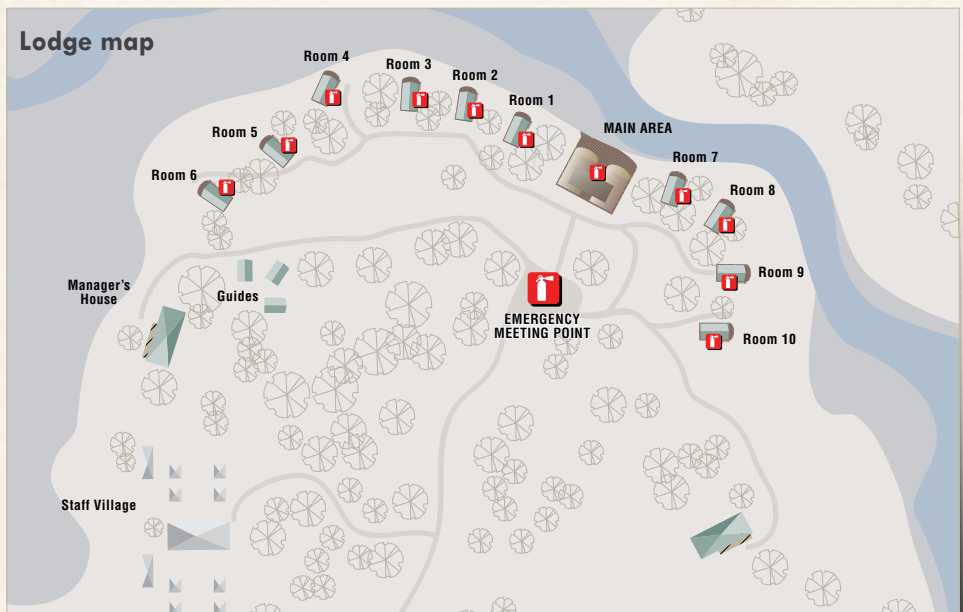 Lodge map
Room 4
Room 3
Room 2
Room 1
MAIN AREA
Room 5
Room 7
Room 6
Room 8
Room 9
Manager's
House
Guides
EMERGENCY
MEETING POINT
Room 10
Staff Village